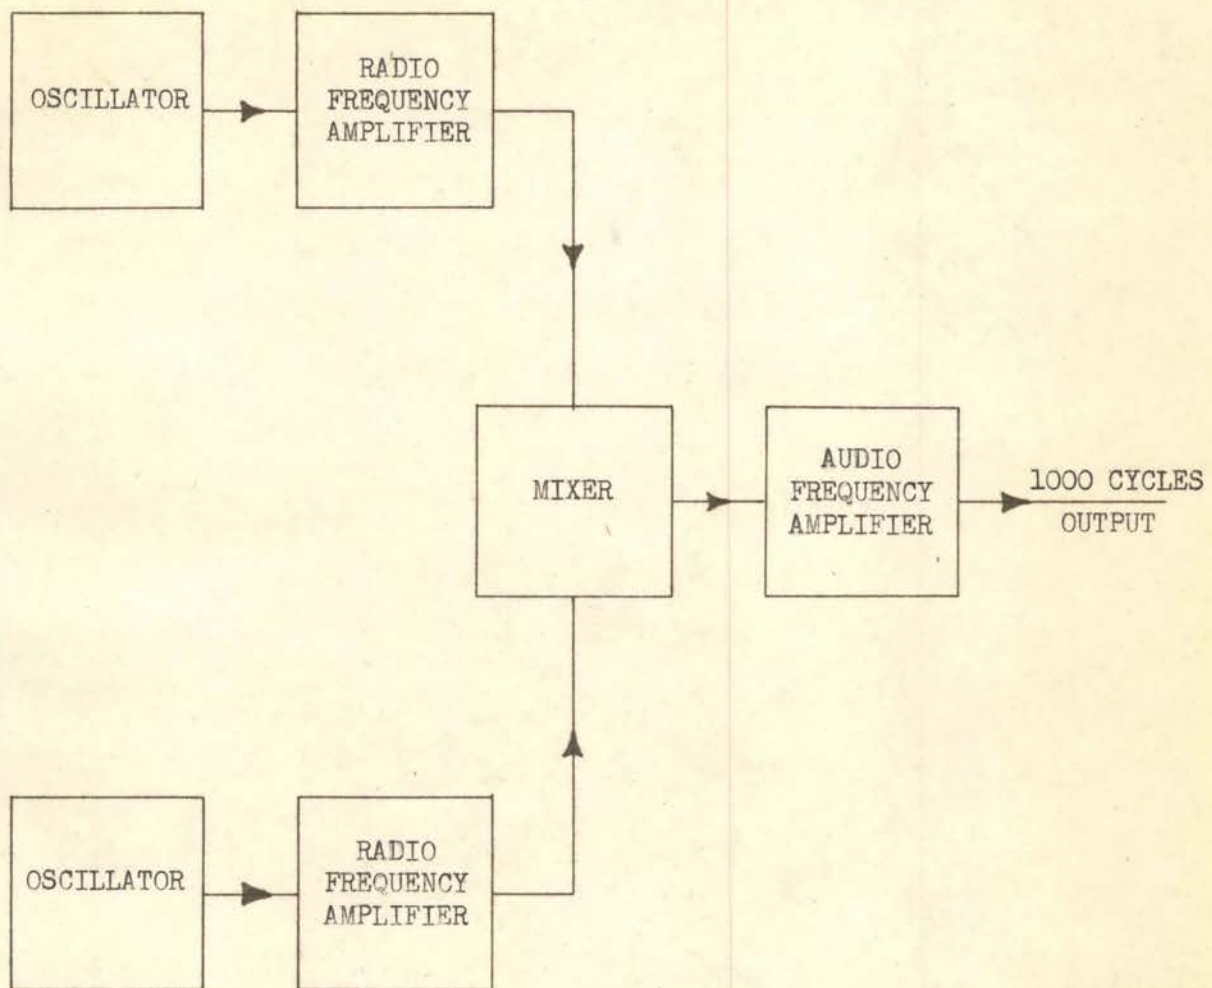 OSCILLATOR
RADIO
FREQUENCY
AMPLIFIER
MIXER
AUDIO
FREQUENCY
AMPLIFIER
1000 CYCLES
OUTPUT
OSCILLATOR
RADIO
FREQUENCY
AMPLIFIER